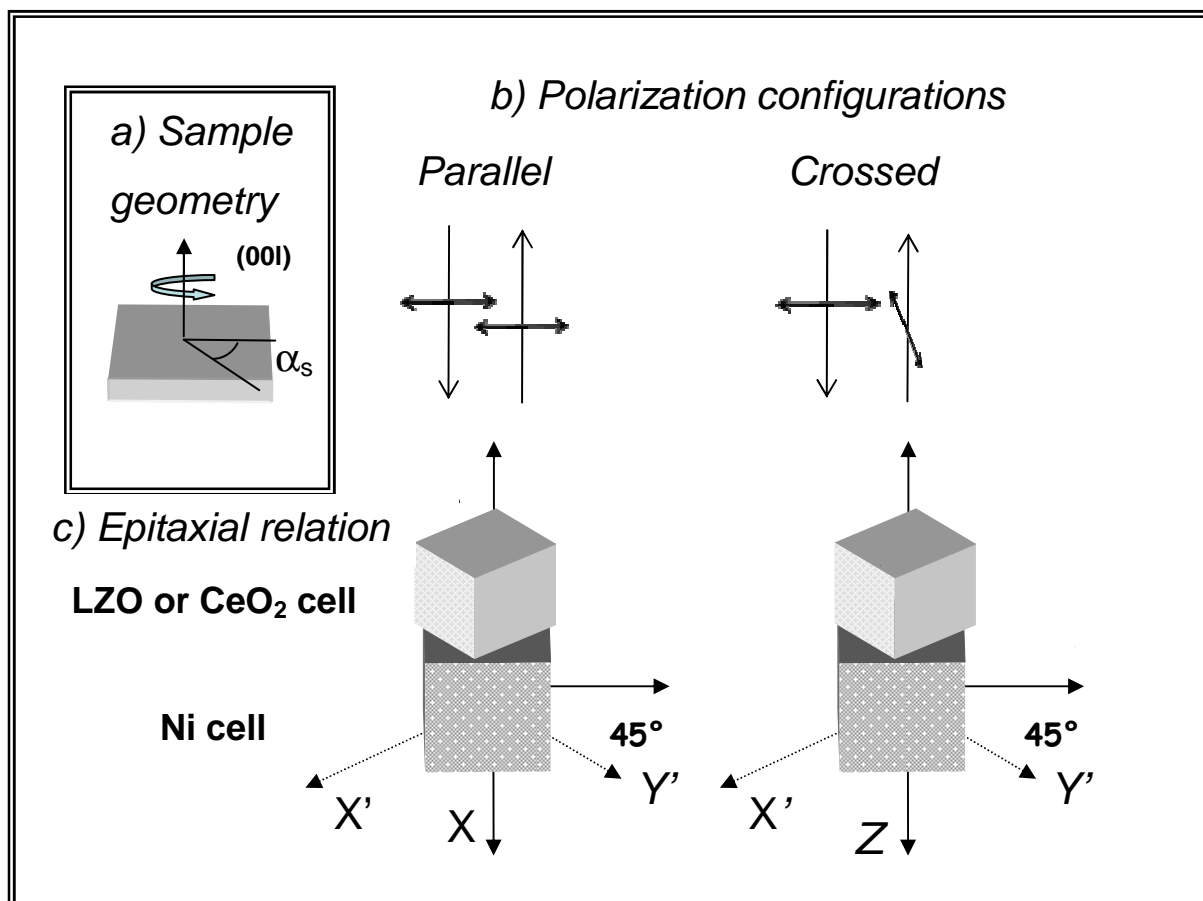 a) Sample
geometry
(00l)
αs
b) Polarization configurations
Parallel
Crossed
c) Epitaxial relation
LZO or CeO2 cell
Ni cell
45°
X’
X
Y’
45°
X’
Z
Y’